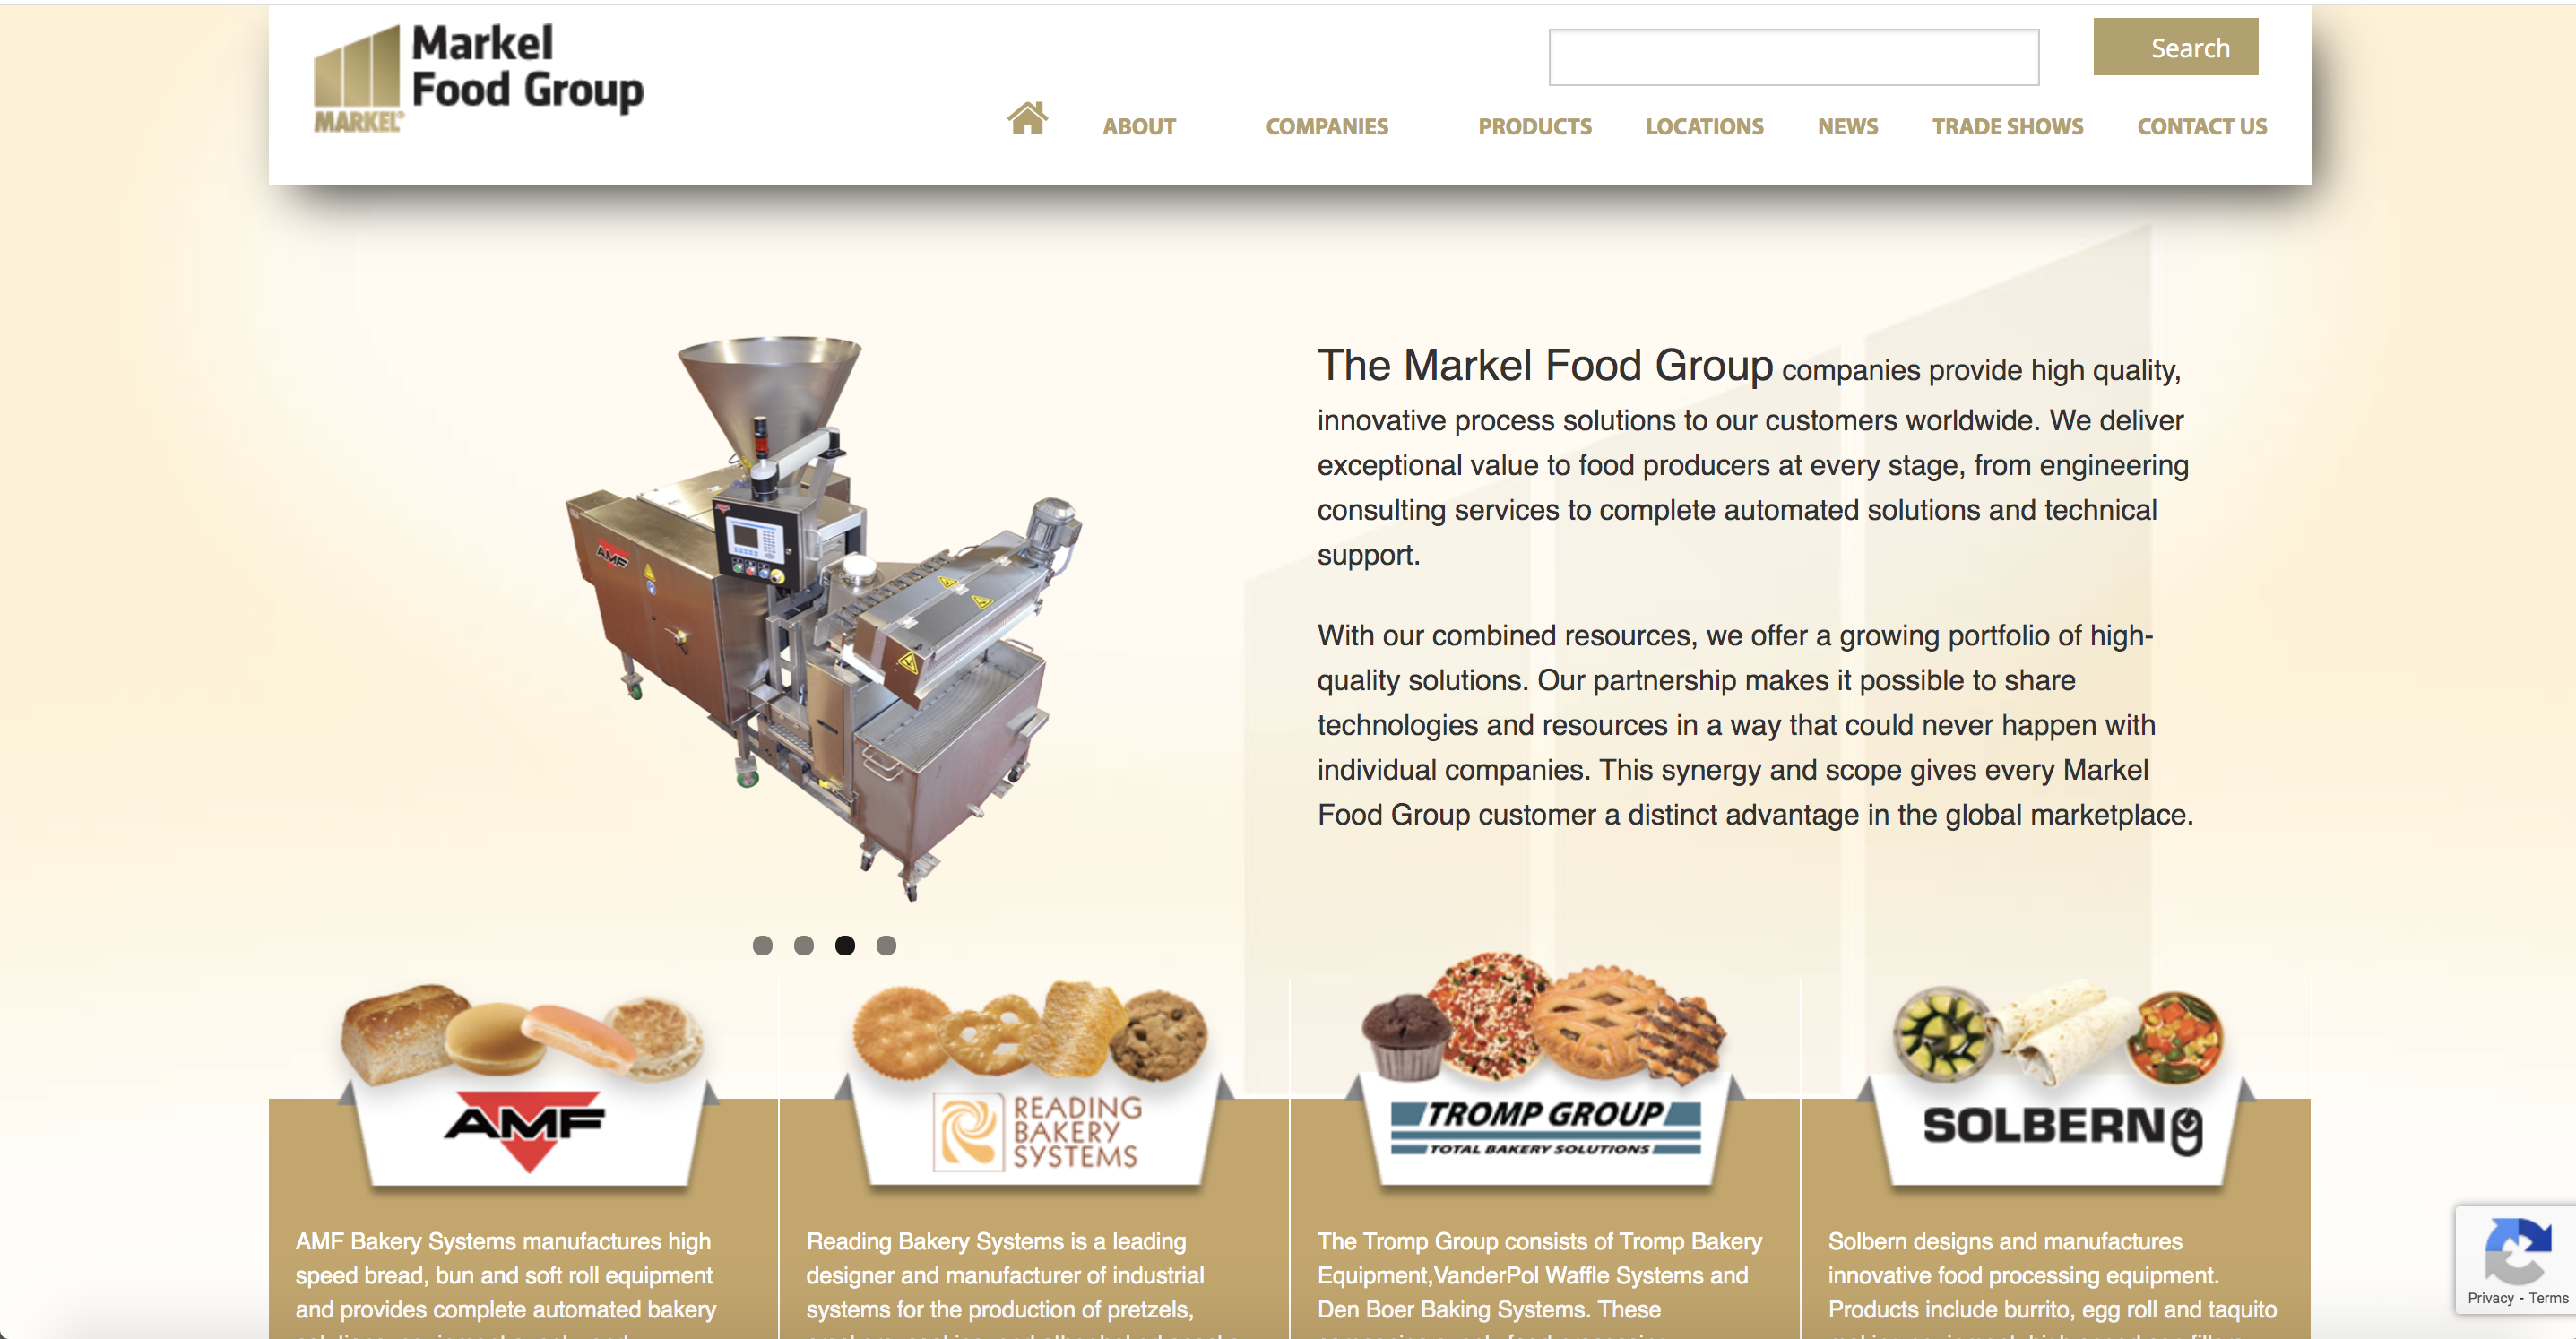 Markel
Food Group
MARKEL®
Search
ABOUT
COMPANIES
PRODUCTS
LOCATIONS
NEWS
TRADE SHOWS
CONTACT US
The Markel Food Group companies provide high quality,
innovative process solutions to our customers worldwide. We deliver
exceptional value to food producers at every stage, from engineering
consulting services to complete automated solutions and technical
support.
With our combined resources, we offer a growing portfolio of high-
quality solutions. Our partnership makes it possible to share
technologies and resources in a way that could never happen with
individual companies. This synergy and scope gives every Markel
Food Group customer a distinct advantage in the global marketplace.
AMF
AMF
READING
BAKERY
SYSTEMS
TROMP GROUP
TOTAL BAKERY SOLUTIONS
SOLBERN
AMF Bakery Systems manufactures high
speed bread, bun and soft roll equipment
and provides complete automated bakery
Reading Bakery Systems is a leading
designer and manufacturer of industrial
systems for the production of pretzels,
The Tromp Group consists of Tromp Bakery
Equipment,VanderPol Waffle Systems and
Den Boer Baking Systems. These
Solbern designs and manufactures
innovative food processing equipment.
Products include burrito, egg roll and taquito
Privacy - Terms